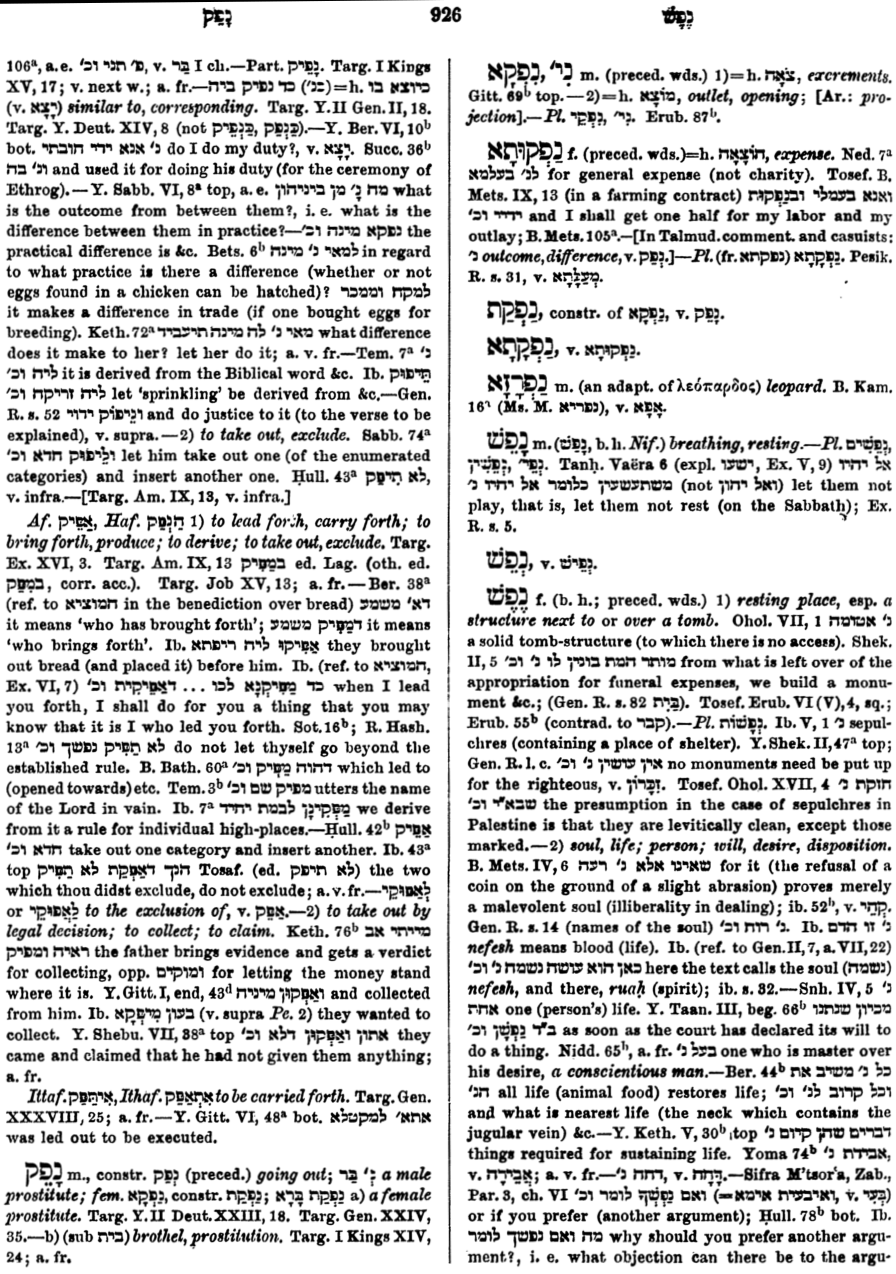 נָפֵק
926
נָפָשׁ
106ᵃ, a. e. פ׳ תני וכ׳, v. בַּר I ch.—Part. נָפֵיק. Targ. I Kings
XV, 17; v. next w.; a. fr.—כד נפיק ביה (כנ׳)=h. כיוצא בו
(v. יָצָא) similar to, corresponding. Targ. Y. II Gen. II, 18.
Targ. Y. Deut. XIV, 8 (not כְּנָפַק, כְּנָפֵיק).—Y. Ber. VI, 10ᵇ
bot. נ׳ אנא ידי חובתי do I do my duty?, v. יָצָא. Succ. 36ᵇ
ונ׳ בה and used it for doing his duty (for the ceremony of
Ethrog).—Y. Sabb. VI, 8ᵃ top, a. e. מה נ׳ מן ביניהון what
is the outcome from between them?, i. e. what is the
difference between them in practice?—נפקא מינה וכ׳ the
practical difference is &c. Bets. 6ᵇ למאי נ׳ מינה in regard
to what practice is there a difference (whether or not
eggs found in a chicken can be hatched)? למקח וממכר
it makes a difference in trade (if one bought eggs for
breeding). Keth. 72ᵃ מאי נ׳ לה מינה תיעביד what difference
does it make to her? let her do it; a. v. fr.—Tem. 7ᵃ נ׳
ליה וכ׳ it is derived from the Biblical word &c. Ib. תֵּיפוּק
ליה זריקה וכ׳ let ‘sprinkling’ be derived from &c.—Gen.
R. s. 52 וניפוק ידוי and do justice to it (to the verse to be
explained), v. supra.—2) to take out, exclude. Sabb. 74ᵃ
וליפוק חדא וכ׳ let him take out one (of the enumerated
categories) and insert another one. Ḥull. 43ᵃ לא תיפק,
v. infra.—[Targ. Am. IX, 13, v. infra.]
Af. אַפֵּיק, Haf. הַנְפֵּק 1) to lead forth, carry forth; to
bring forth, produce; to derive; to take out, exclude. Targ.
Ex. XVI, 3. Targ. Am. IX, 13 במפיק ed. Lag. (oth. ed.
במפק, corr. acc.). Targ. Job XV, 13; a. fr.—Ber. 38ᵃ
(ref. to המוציא in the benediction over bread) דא׳ משמע
it means ‘who has brought forth’; דמפיק משמע it means
‘who brings forth’. Ib. אפיקו ליה ריפתא they brought
out bread (and placed it) before him. Ib. (ref. to המוציא,
Ex. VI, 7) כד מַפֵּיקְנָא לכו ... דאפיקית וכ׳ when I lead
you forth, I shall do for you a thing that you may
know that it is I who led you forth. Sot. 16ᵇ; R. Hash.
13ᵃ לא תַפֵּיק נפשך וכ׳ do not let thyself go beyond the
established rule. B. Bath. 60ᵃ דהוה מַפֵּיק וכ׳ which led to
(opened towards) etc. Tem. 3ᵇ מפיק שם וכ׳ utters the name
of the Lord in vain. Ib. 7ᵃ מַפְּקִינָן לבמת יחיד we derive
from it a rule for individual high-places.—Ḥull. 42ᵇ אַפֵּיק
חדא וכ׳ take out one category and insert another. Ib. 43ᵃ
top הנך דאַפֵּקְתְּ לא תַפֵּיק Tosaf. (ed. לא תיפק) the two
which thou didst exclude, do not exclude; a. v. fr.—לְאַפּוּקֵי
or לַאֲפוּקֵי to the exclusion of, v. אֲפֵק.—2) to take out by
legal decision; to collect; to claim. Keth. 76ᵇ מייתי אב
ראיה ומפיק the father brings evidence and gets a verdict
for collecting, opp. ומוקים for letting the money stand
where it is. Y. Gitt. I, end, 43ᵈ ואַפְּקון מיניה and collected
from him. Ib. בעון מִיפְּקָא (v. supra Pe. 2) they wanted to
collect. Y. Shebu. VII, 38ᵃ top אתון ואַפְּקון דלא וכ׳ they
came and claimed that he had not given them anything;
a. fr.
Ittaf. אִיתַּפַּק, Ithaf. אִתְאַפַּק to be carried forth. Targ. Gen.
XXXVIII, 25; a. fr.—Y. Gitt. VI, 48ᵃ bot. אתא׳ למקטלא
was led out to be executed.
נָפֵק m., constr. נָפֵק (preced.) going out; נ׳ בַּר a male
prostitute; fem. נָפְקָא, constr. נָפְקַת; נָפְקַת בָּרָא a) a female
prostitute. Targ. Y. II Deut. XXIII, 18. Targ. Gen. XXIV,
35.—b) (sub בית) brothel, prostitution. Targ. I Kings XIV,
24; a. fr.
נִפְקָא, נִי׳ m. (preced. wds.) 1)=h. צֹאָה, excrements.
Gitt. 69ᵇ top.—2)=h. מוֹצָא, outlet, opening; [Ar.: pro-
jection].—Pl. נִפְקֵי, נִי׳. Erub. 87ᵇ.
נַפְקוּתָא f. (preced. wds.)=h. הוֹצָאָה, expense. Ned. 7ᵃ
לנ׳ בעלמא for general expense (not charity). Tosef. B.
Mets. IX, 13 (in a farming contract) ואנא בעמלי ובנפקות
ידיי וכ׳ and I shall get one half for my labor and my
outlay; B. Mets. 105ᵃ.—[In Talmud. comment. and casuists:
נ׳ outcome, difference, v. נְפַק.]—Pl. (fr. נפקתא) נַפְקָתָא. Pesik.
R. s. 31, v. מַעַלְתָּא.
נָפְקַת, constr. of נָפְקָא, v. נָפֵק.
נַפְקָתָא, v. נַפְקוּתָא.
נַפְרְזָא m. (an adapt. of λεόπαρδος) leopard. B. Kam.
16ᵃ (Ms. M. נפריא), v. אָפָא.
נָפָשׁ m. (נָפַשׁ, b. h. Nif.) breathing, resting.—Pl. נְפָשִׁים,
נְפָשִׁין, נְפָ׳. Tanḥ. Vaëra 6 (expl. ישעו, Ex. V, 9) אל יהיו
נ׳ משתעשעין כלומר אל יהיו (not ואל יהון) let them not
play, that is, let them not rest (on the Sabbath); Ex.
R. s. 5.
נָפֵשׁ, v. נְפֵישׁ.
נֶפֶשׁ f. (b. h.; preced. wds.) 1) resting place, esp. a
structure next to or over a tomb. Ohol. VII, 1 נ׳ אטומה
a solid tomb-structure (to which there is no access). Shek.
II, 5 מותר המת בונין לו נ׳ וכ׳ from what is left over of the
appropriation for funeral expenses, we build a monu-
ment &c.; (Gen. R. s. 82 בַּיִת). Tosef. Erub. VI (V), 4, sq.;
Erub. 55ᵇ (contrad. to קבר).—Pl. נְפָשׁוֹת. Ib. V, 1 נ׳ sepul-
chres (containing a place of shelter). Y. Shek. II, 47ᵃ top;
Gen. R. l. c. אין עושין נ׳ וכ׳ no monuments need be put up
for the righteous, v. זִכָּרוֹן. Tosef. Ohol. XVII, 4 חזקת נ׳
שבא״י וכ׳ the presumption in the case of sepulchres in
Palestine is that they are levitically clean, except those
marked.—2) soul, life; person; will, desire, disposition.
B. Mets. IV, 6 שאינו אלא נ׳ רעה for it (the refusal of a
coin on the ground of a slight abrasion) proves merely
a malevolent soul (illiberality in dealing); ib. 52ᵇ, v. קְהֵי.
Gen. R. s. 14 (names of the soul) נ׳ רוח וכ׳. Ib. נ׳ זו הדם
nefesh means blood (life). Ib. (ref. to Gen. II, 7, a. VII, 22)
כאן הוא עושה נשמה נ׳ וכ׳ here the text calls the soul (נשמה)
nefesh, and there, ruaḥ (spirit); ib. s. 32.—Snh. IV, 5 נ׳
אחת one (person's) life. Y. Taan. III, beg. 66ᵇ מכיון שנתנו
ב״ד נַפְשָׁן וכ׳ as soon as the court has declared its will to
do a thing. Nidd. 65ᵇ, a. fr. בעל נ׳ one who is master over
his desire, a conscientious man.—Ber. 44ᵇ כל נ׳ משיב את
הנ׳ וכל קרוב לנ׳ וכ׳ all life (animal food) restores life;
and what is nearest life (the neck which contains the
jugular vein) &c.—Y. Keth. V, 30ᵇ top דברים שהן קיום נ׳
things required for sustaining life. Yoma 74ᵇ אבידת נ׳,
v. אֲבֵידָה; a. v. fr.—דחה נ׳, v. דָּחָה.—Sifra M'tsorʿa, Zab.,
Par. 3, ch. VI ואם נַפְשְׁךָ לומר וכ׳ (=ואיבעית אימא, v. בְּעֵי)
or if you prefer (another argument); Ḥull. 78ᵇ bot. Ib.
מה ואם נפשך לומר why should you prefer another argu-
ment?, i. e. what objection can there be to the argu-